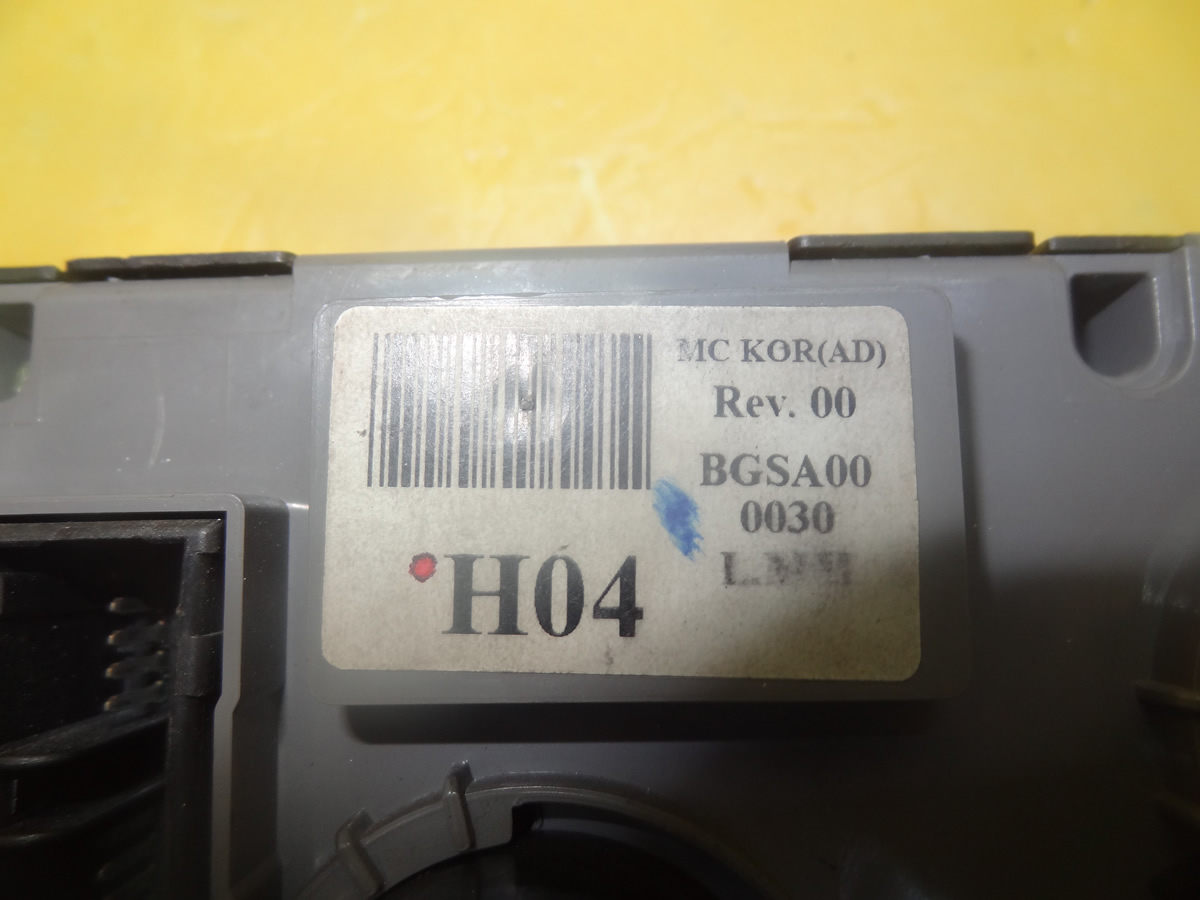 MC KOR(AD)
Rev. 00
BGSA00
0030
H04